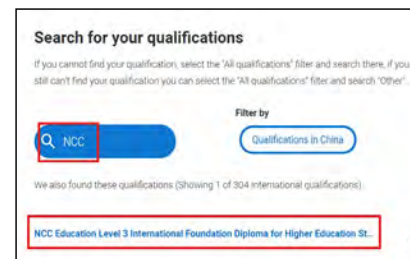 Search for your qualifications
If you cannot find your qualification, select the "All qualifications" filter and search there, if you
still can't find your qualification you can select the "All qualifications" filter and search "Other".
Filter by
NCC
Qualifications in China
We also found these qualifications (Showing 1 of 304 international qualifications)
NCC Education Level 3 International Foundation Diploma for Higher Education St...